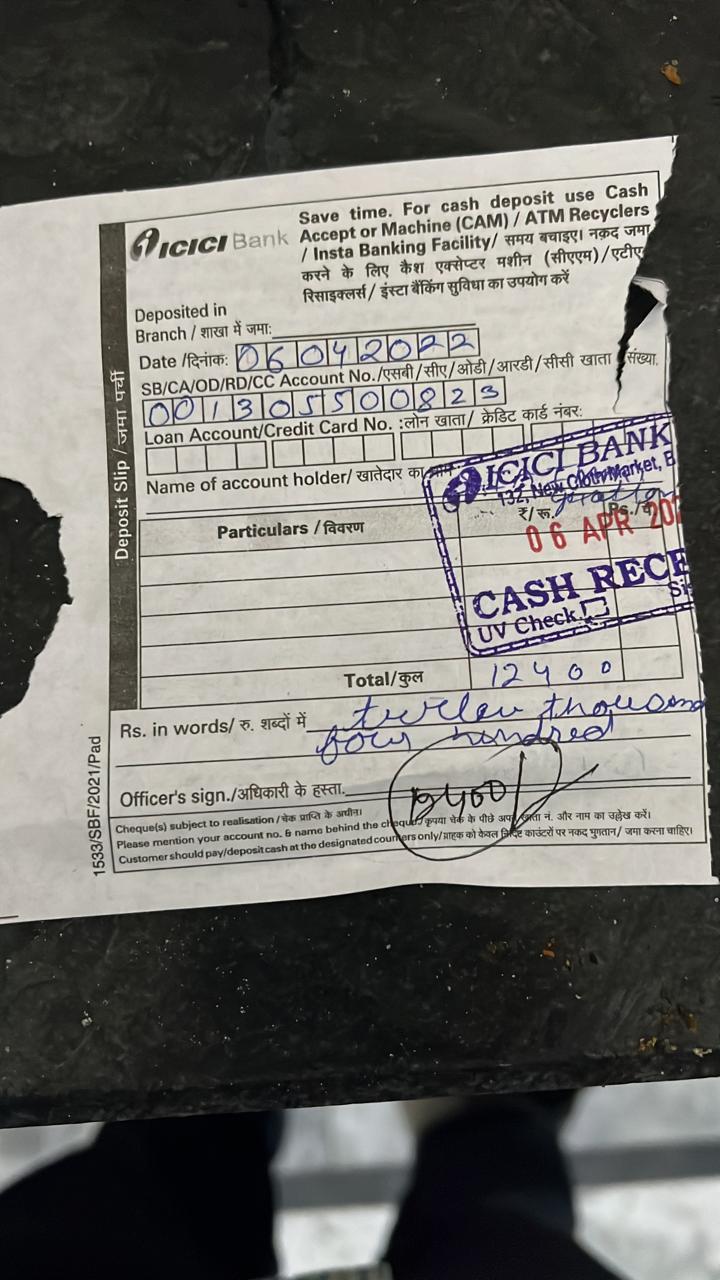 ICICI Bank
Save time. For cash deposit use Cash
Accept or Machine (CAM) / ATM Recyclers
/ Insta Banking Facility/ समय बचाइए। नक़द जमा
करने के लिए कैश एक्सेप्टर मशीन (सीएएम)/एटीए
रिसाइक्लर्स/ इंस्टा बैंकिंग सुविधा का उपयोग करें
Deposit Slip / जमा पर्ची
Deposited in
Branch / शाखा में जमा:
Date /दिनांक: 06042022
SB/CA/OD/RD/CC Account No./एसबी/सीए/ओडी/आरडी/सीसी खाता संख्या.
001305500823
Loan Account/Credit Card No. :लोन खाता/ क्रेडिट कार्ड नंबर:
Name of account holder/ खातेदार का
ICICI BANK
132, New Cloth Market,
Particulars / विवरण
₹/ रू. Ps./
06 APR 202
CASH RECE
UV Check
Total/कुल 12400
Rs. in words/ रु. शब्दों में twelev thousand
four hundred
Officer's sign./अधिकारी के हस्ता.
12400/
Cheque(s) subject to realisation / चेक प्राप्ति के अधीन।
Please mention your account no. & name behind the cheque./ कृपया चेक के पीछे अपना खाता नं. और नाम का उल्लेख करें।
Customer should pay/deposit cash at the designated counters only/ग्राहक को केवल निर्दिष्ट काउंटरों पर नकद भुगतान/ जमा करना चाहिए।
1533/SBF/2021/Pad